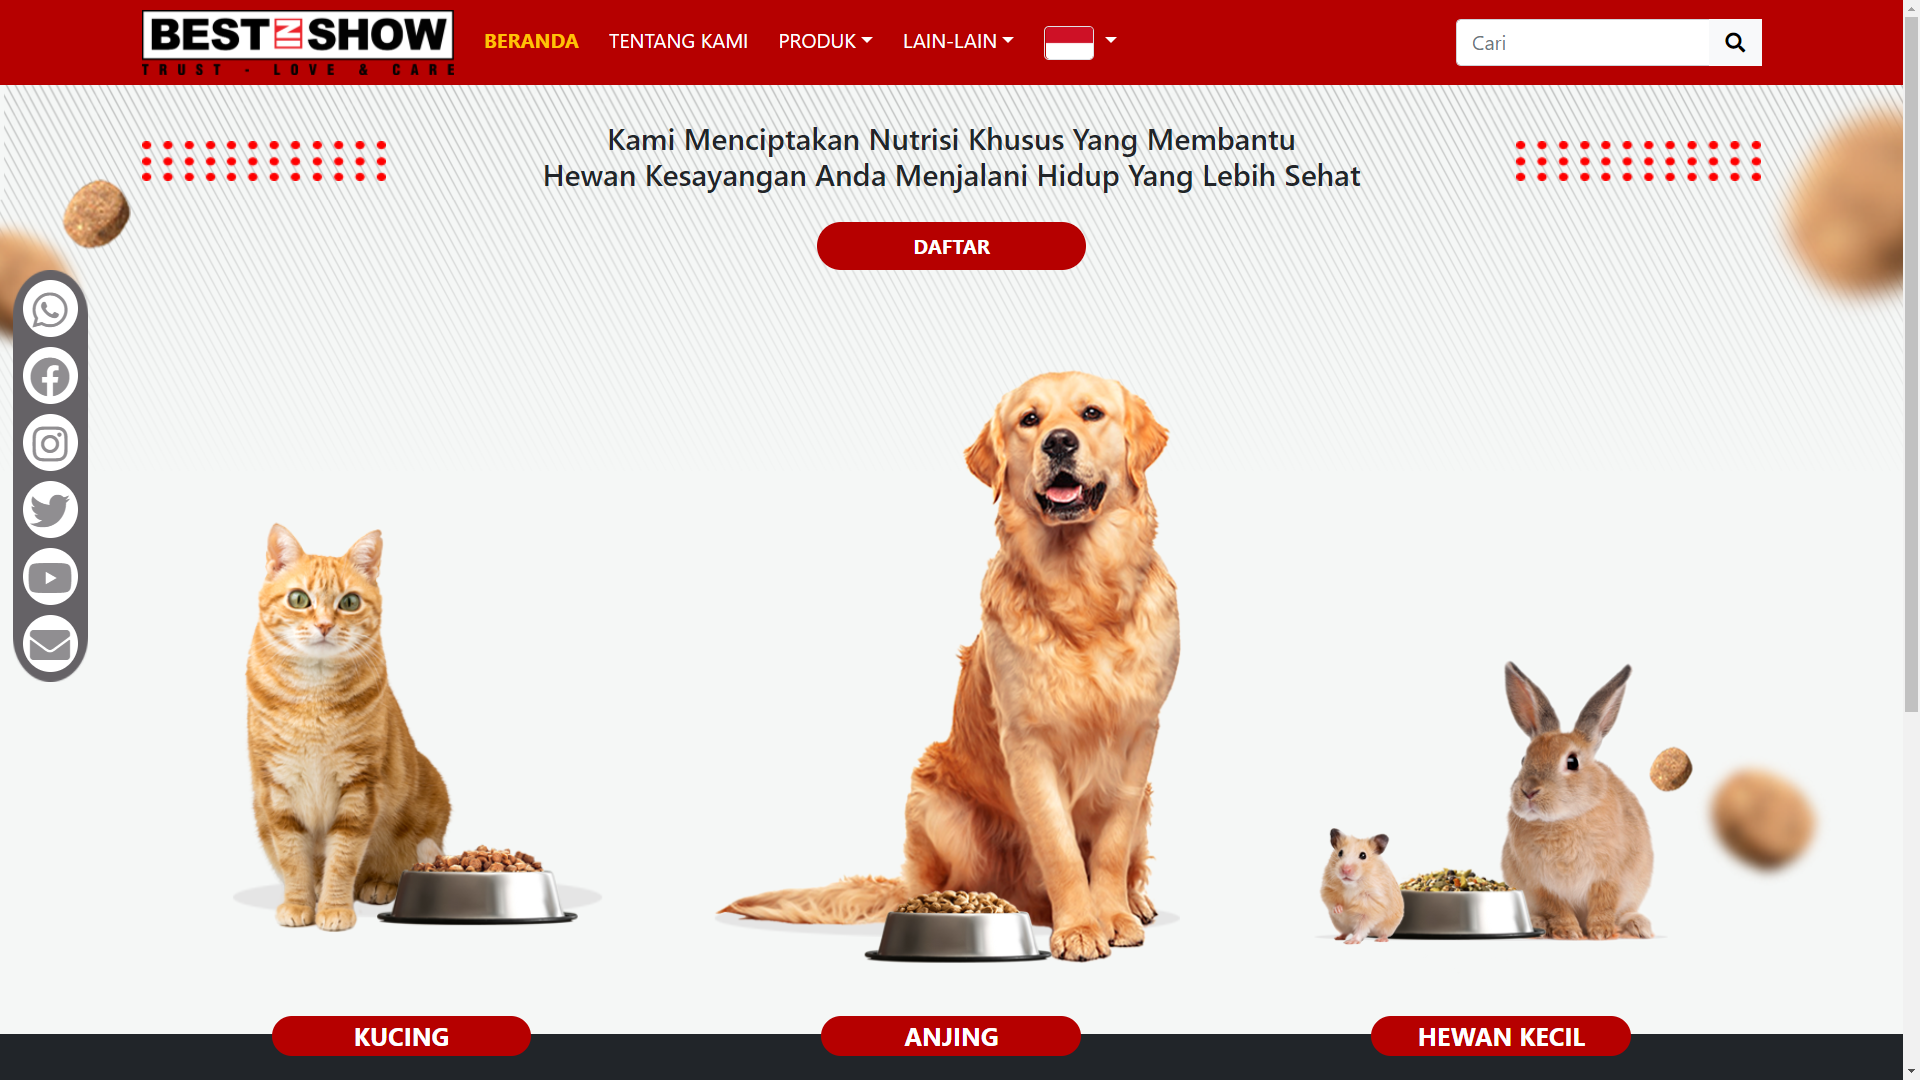 BEST IN SHOW
TRUST - LOVE & CARE
BERANDA
TENTANG KAMI
PRODUK
LAIN-LAIN
Cari
Kami Menciptakan Nutrisi Khusus Yang Membantu
Hewan Kesayangan Anda Menjalani Hidup Yang Lebih Sehat
DAFTAR
KUCING
ANJING
HEWAN KECIL